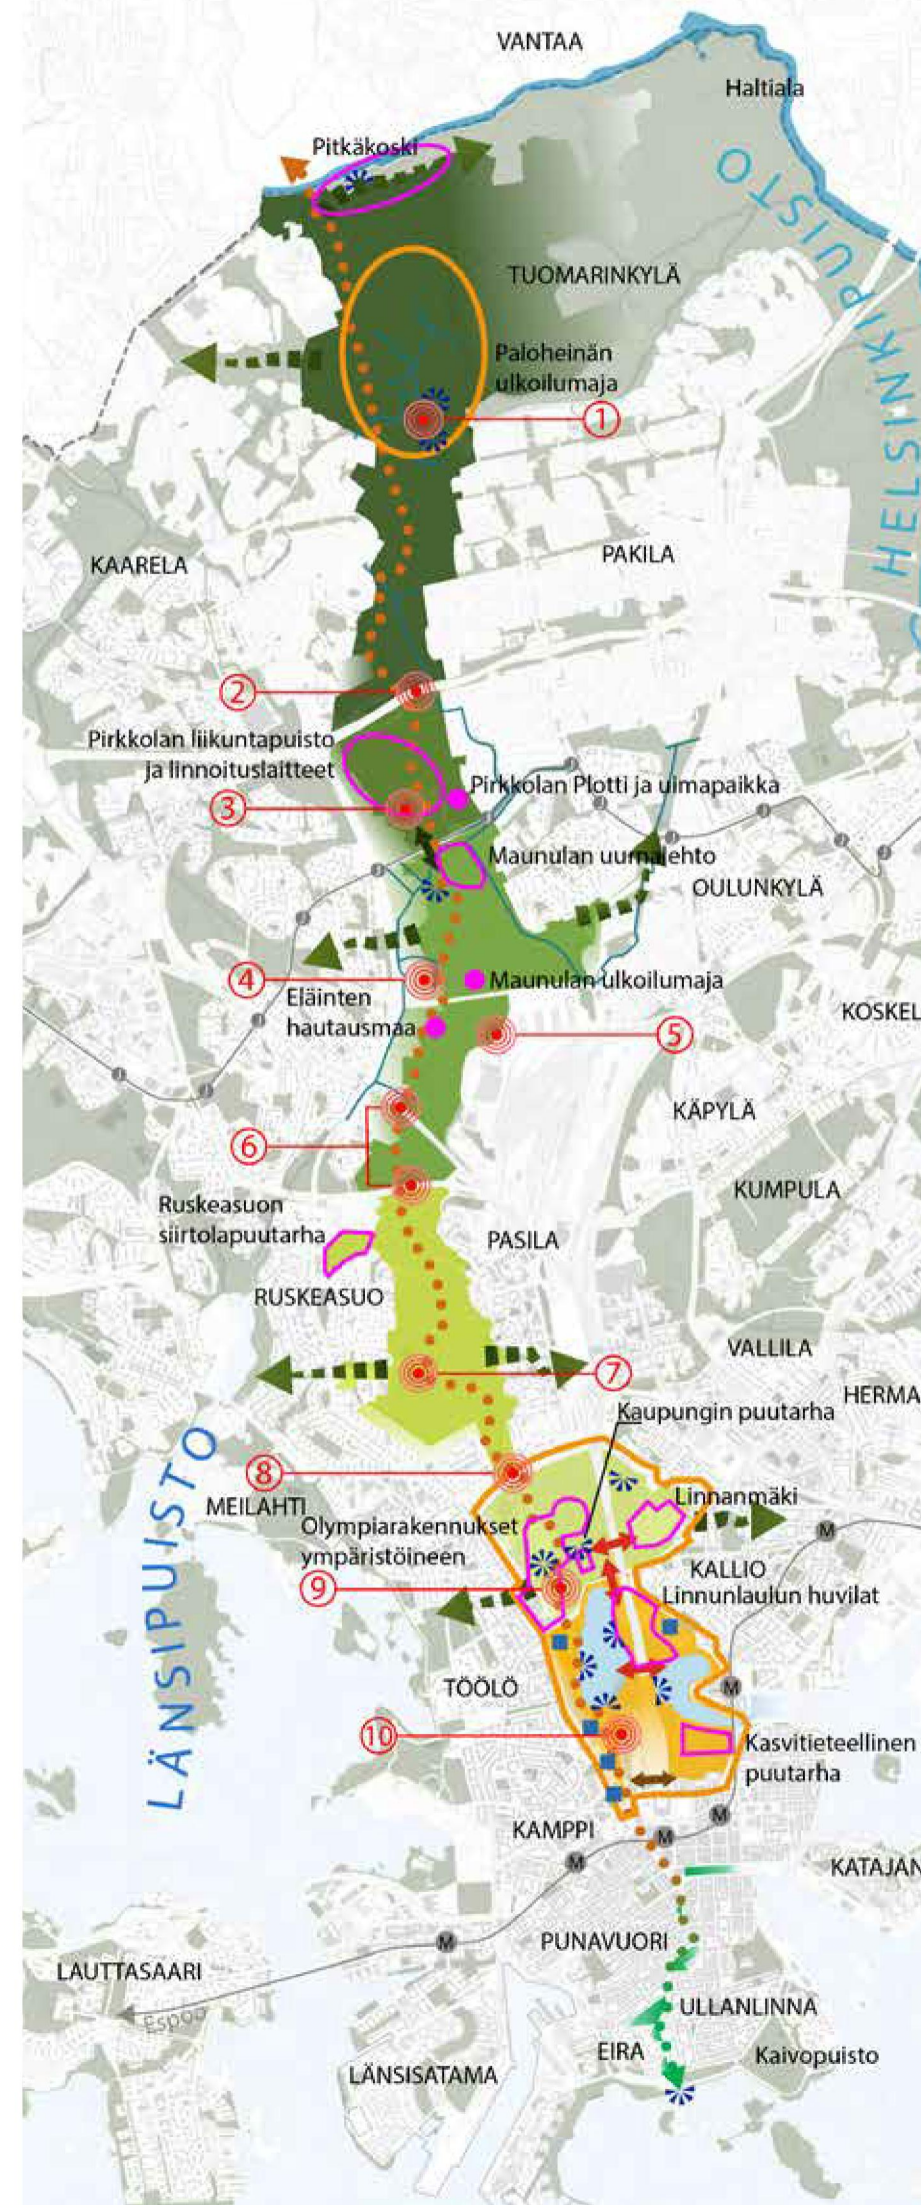 VANTAA
Haltiala
Pitkäkoski
HELSINKIPUISTO
TUOMARINKYLÄ
Paloheinän
ulkoilumaja
1
KAARELA
PAKILA
2
Pirkkolan liikuntapuisto
ja linnoituslaitteet
Pirkkolan Plotti ja uimapaikka
3
Maunulan uurnalehto
OULUNKYLÄ
4
Maunulan ulkoilumaja
Eläinten
hautausmaa
KOSKEL
5
KÄPYLÄ
6
KUMPULA
Ruskeasuon
siirtolapuutarha
PASILA
RUSKEASUO
VALLILA
7
HERMA
Kaupungin puutarha
LÄNSIPUISTO
8
MEILAHTI
Linnanmäki
Olympiarakennukset
ympäristöineen
M
KALLIO
9
Linnunlaulun huvilat
TÖÖLÖ
M
10
Kasvitieteellinen
puutarha
M
KAMPPI
M
M
KATAJAN
PUNAVUORI
M
LAUTTASAARI
Espoo
ULLANLINNA
EIRA
Kaivopuisto
LÄNSISATAMA